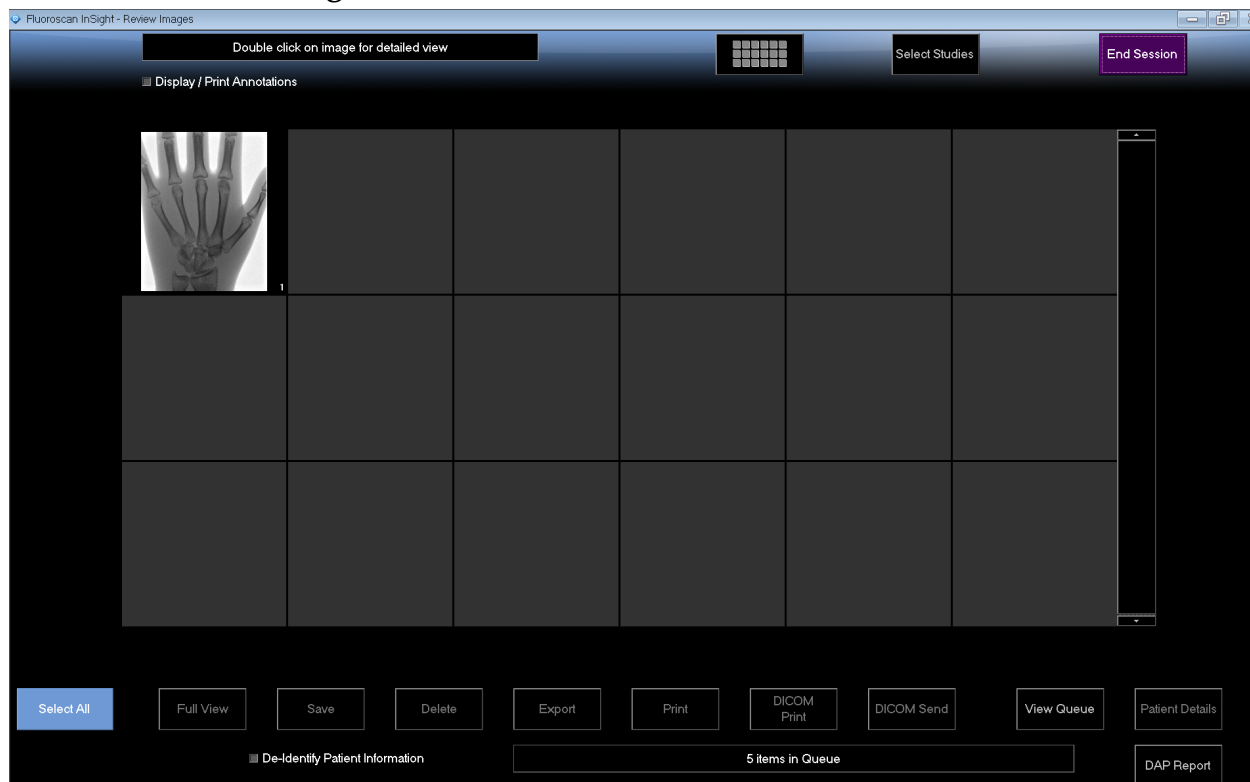 Fluoroscan InSight - Review Images
Double click on image for detailed view
Select Studies
End Session
Display / Print Annotations
1
Select All
Full View
Save
Delete
Export
Print
DICOM
Print
DICOM Send
View Queue
Patient Details
De-Identify Patient Information
5 items in Queue
DAP Report